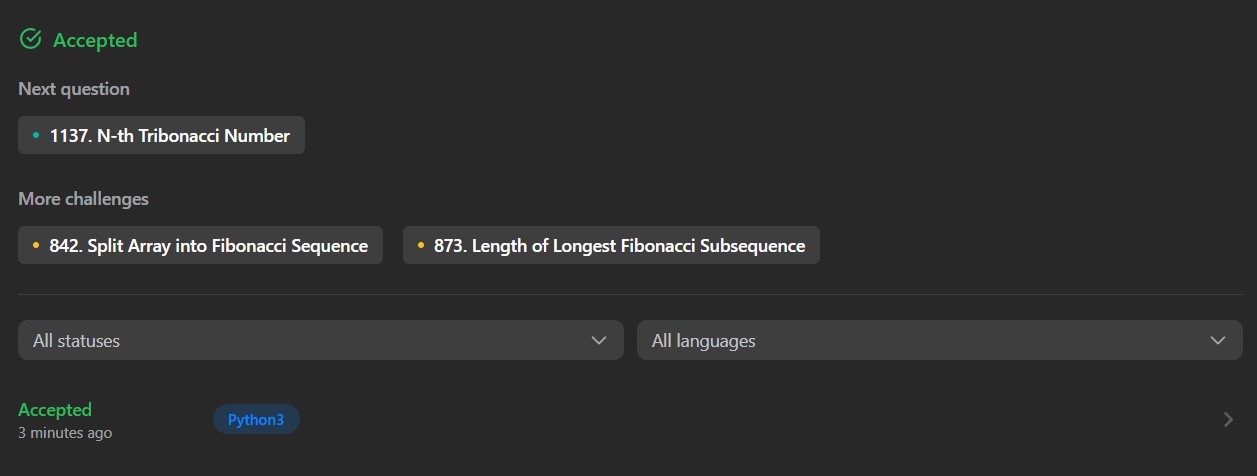 Accepted
Next question
1137. N-th Tribonacci Number
More challenges
842. Split Array into Fibonacci Sequence
873. Length of Longest Fibonacci Subsequence
All statuses
All languages
Accepted
Python3
3 minutes ago